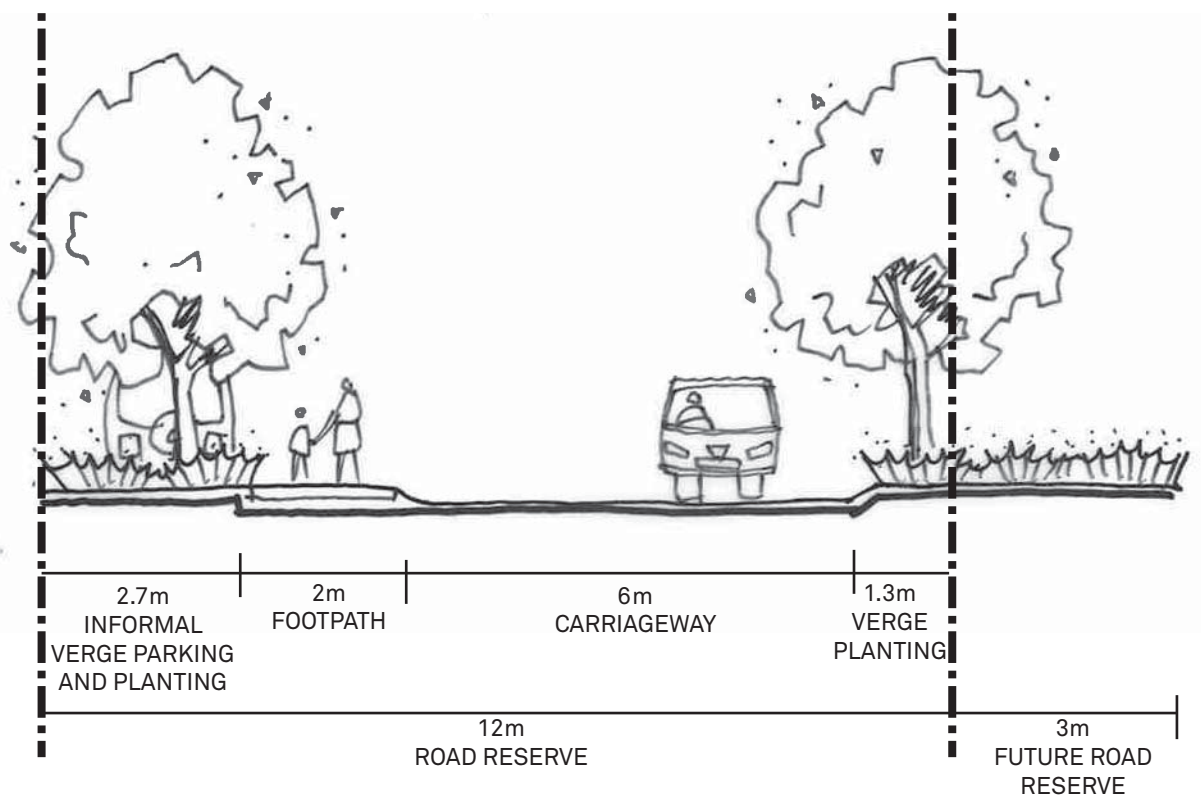 2.7m
INFORMAL
VERGE PARKING
AND PLANTING
2m
FOOTPATH
6m
CARRIAGEWAY
1.3m
VERGE
PLANTING
12m
ROAD RESERVE
3m
FUTURE ROAD
RESERVE